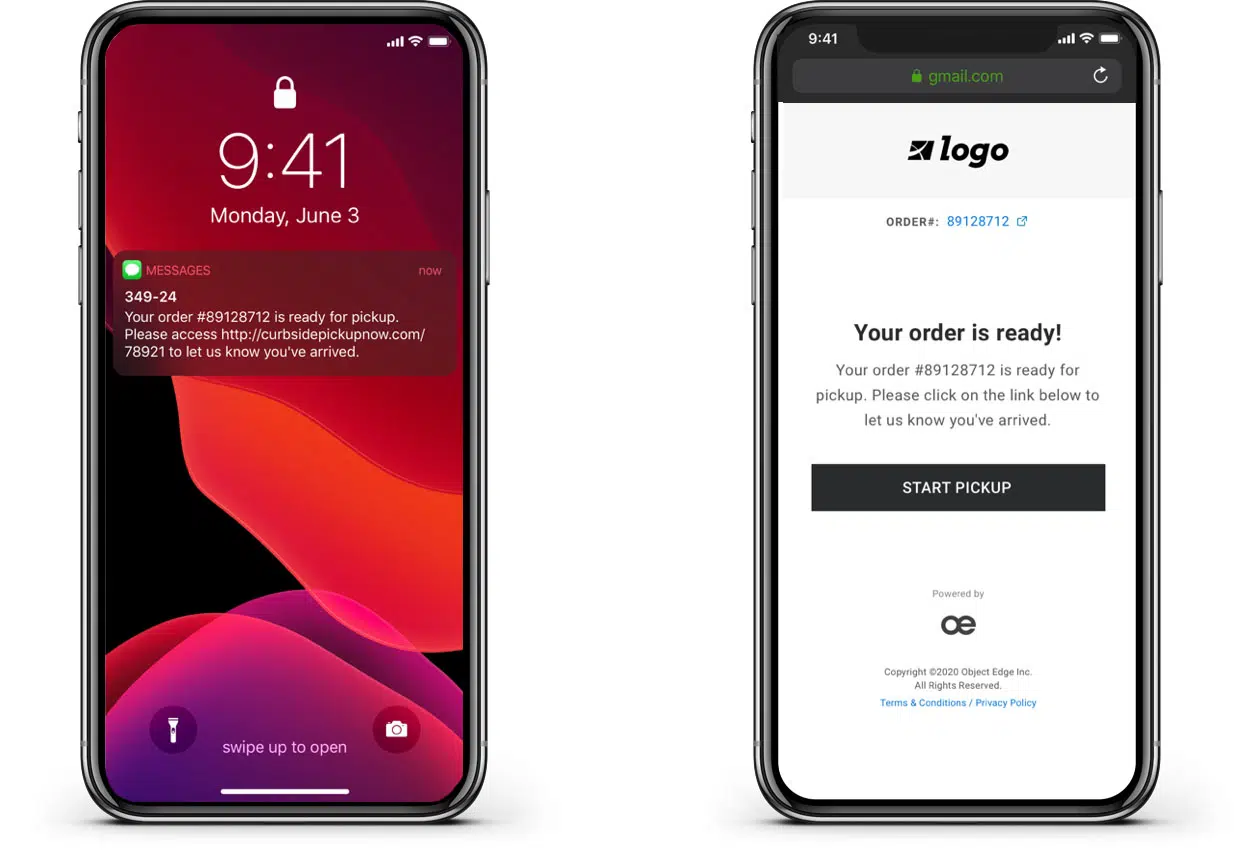 9:41
Monday, June 3
MESSAGES now
349-24
Your order #89128712 is ready for pickup.
Please access http://curbsidepickupnow.com/
78921 to let us know you've arrived.
swipe up to open
9:41
gmail.com
logo
ORDER#: 89128712
Your order is ready!
Your order #89128712 is ready for
pickup. Please click on the link below to
let us know you've arrived.
START PICKUP
Powered by
oe
Copyright ©2020 Object Edge Inc.
All Rights Reserved.
Terms & Conditions / Privacy Policy